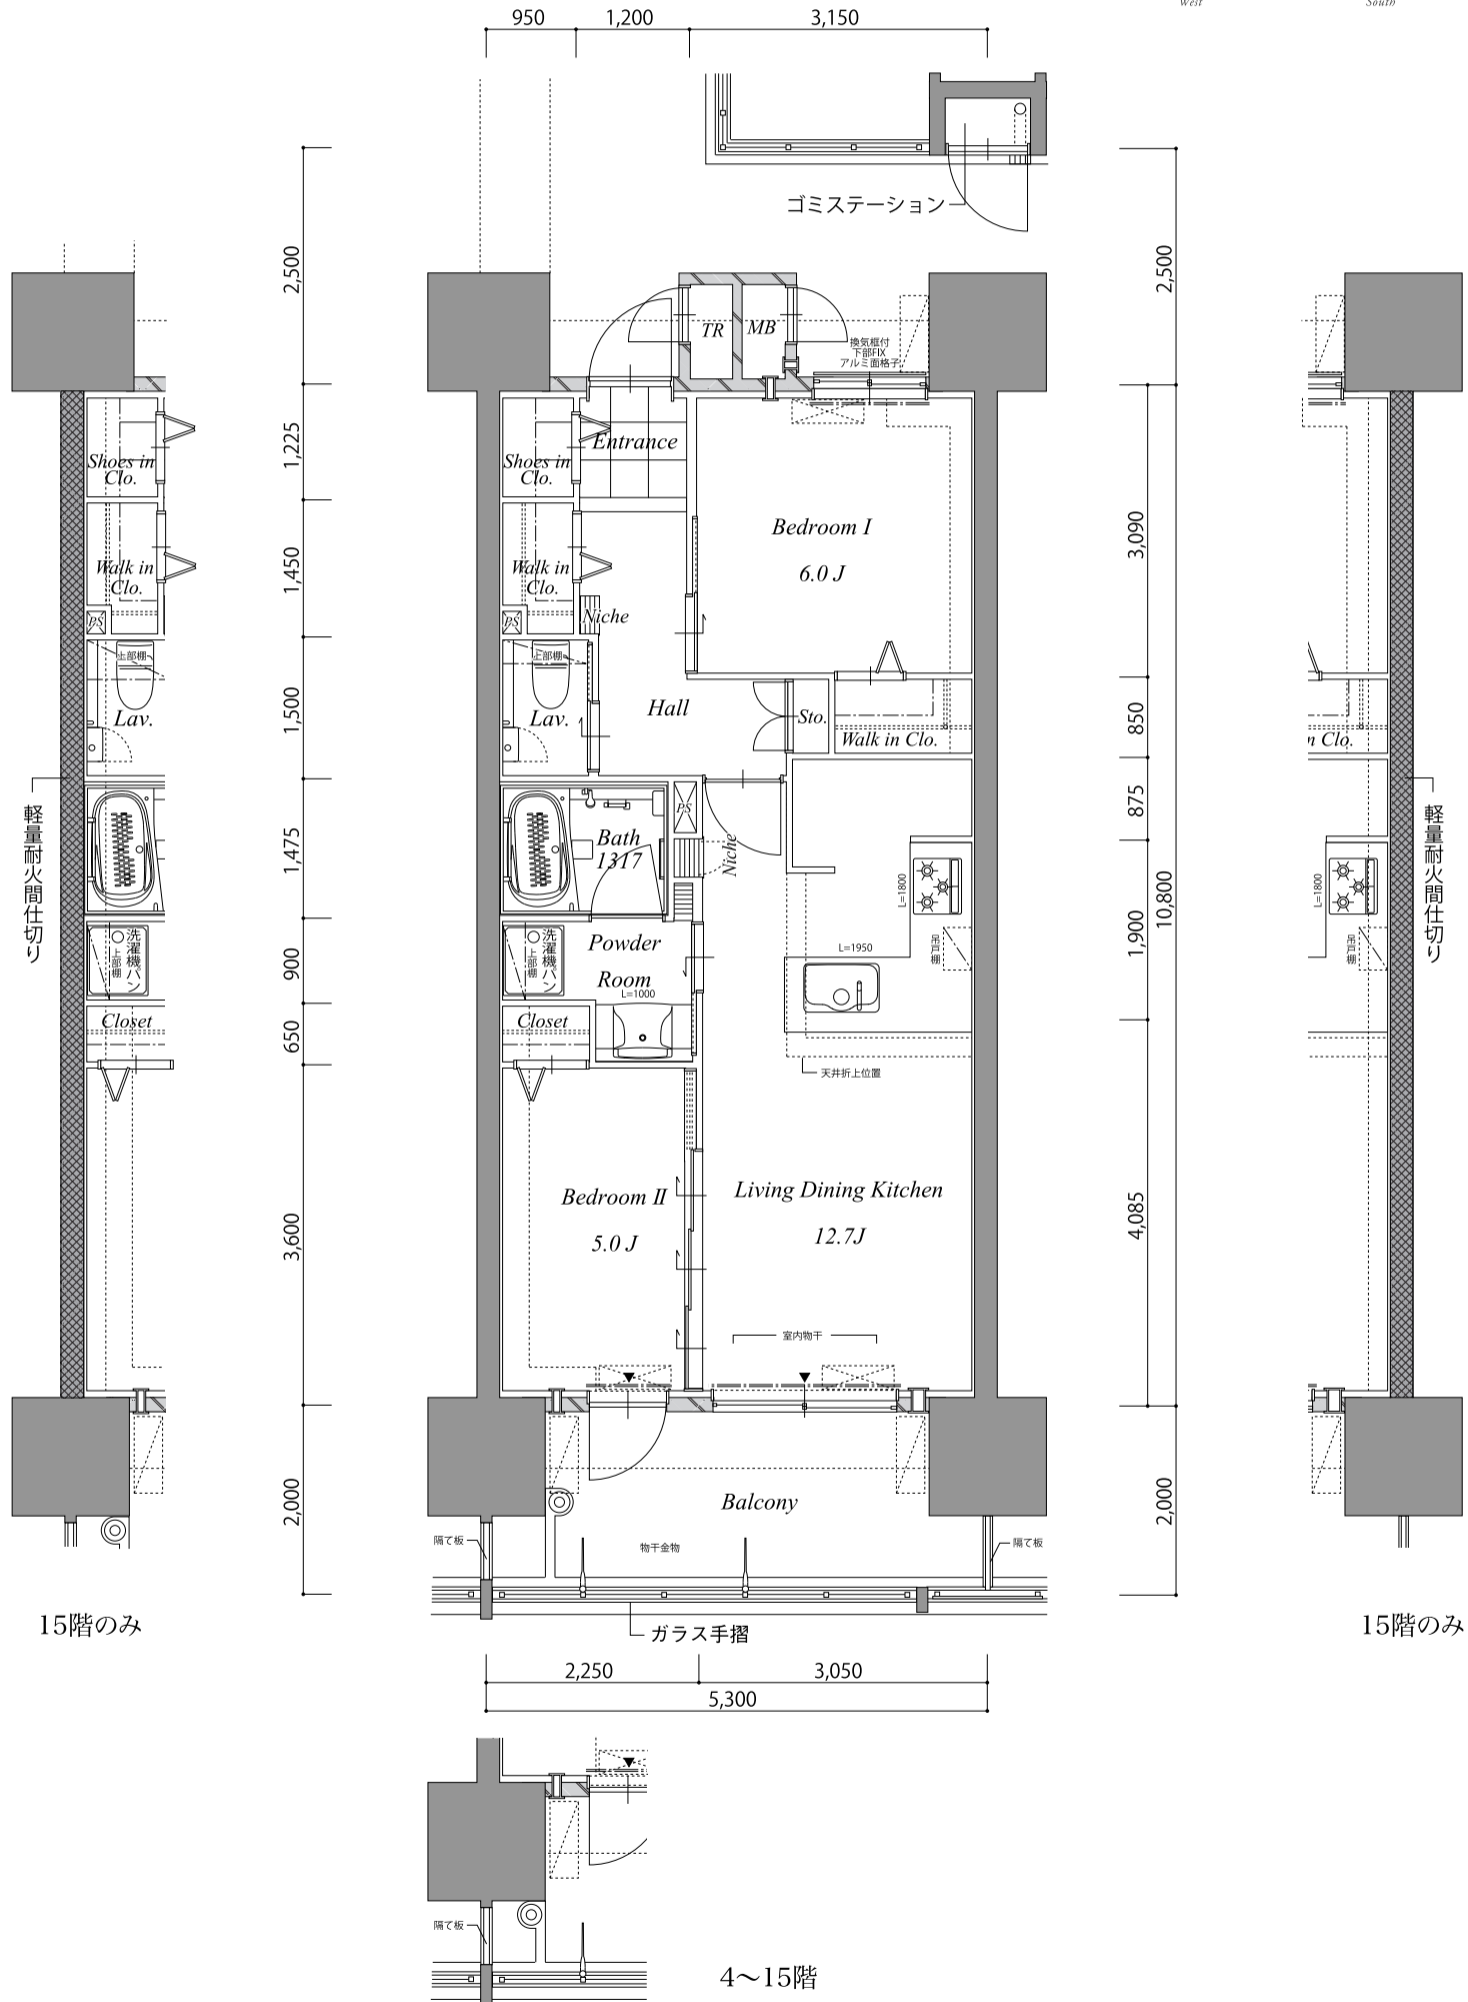 West
South
950
1,200
3,150
ゴミステーション
2,500
2,500
TR
MB
換気框付
下部FIX
アルミ面格子
1,225
Shoes in
Clo.
Shoes in
Clo.
Entrance
Bedroom I
6.0 J
3,090
1,450
Walk in
Clo.
Walk in
Clo.
Niche
PS
PS
上部棚
上部棚
1,500
Lav.
Lav.
Hall
Sto.
Walk in Clo.
850
n Clo.
軽量耐火間仕切り
軽量耐火間仕切り
875
1,475
Bath
1317
PS
Niche
L=1800
L=1800
1,900
10,800
900
洗濯機パン
上部棚
洗濯機パン
上部棚
Powder
Room
L=1000
L=1950
吊戸棚
吊戸棚
650
Closet
Closet
天井折上位置
3,600
Bedroom II
5.0 J
Living Dining Kitchen
12.7J
4,085
室内物干
2,000
2,000
Balcony
隔て板
物干金物
隔て板
15階のみ
15階のみ
ガラス手摺
2,250
3,050
5,300
隔て板
4〜15階